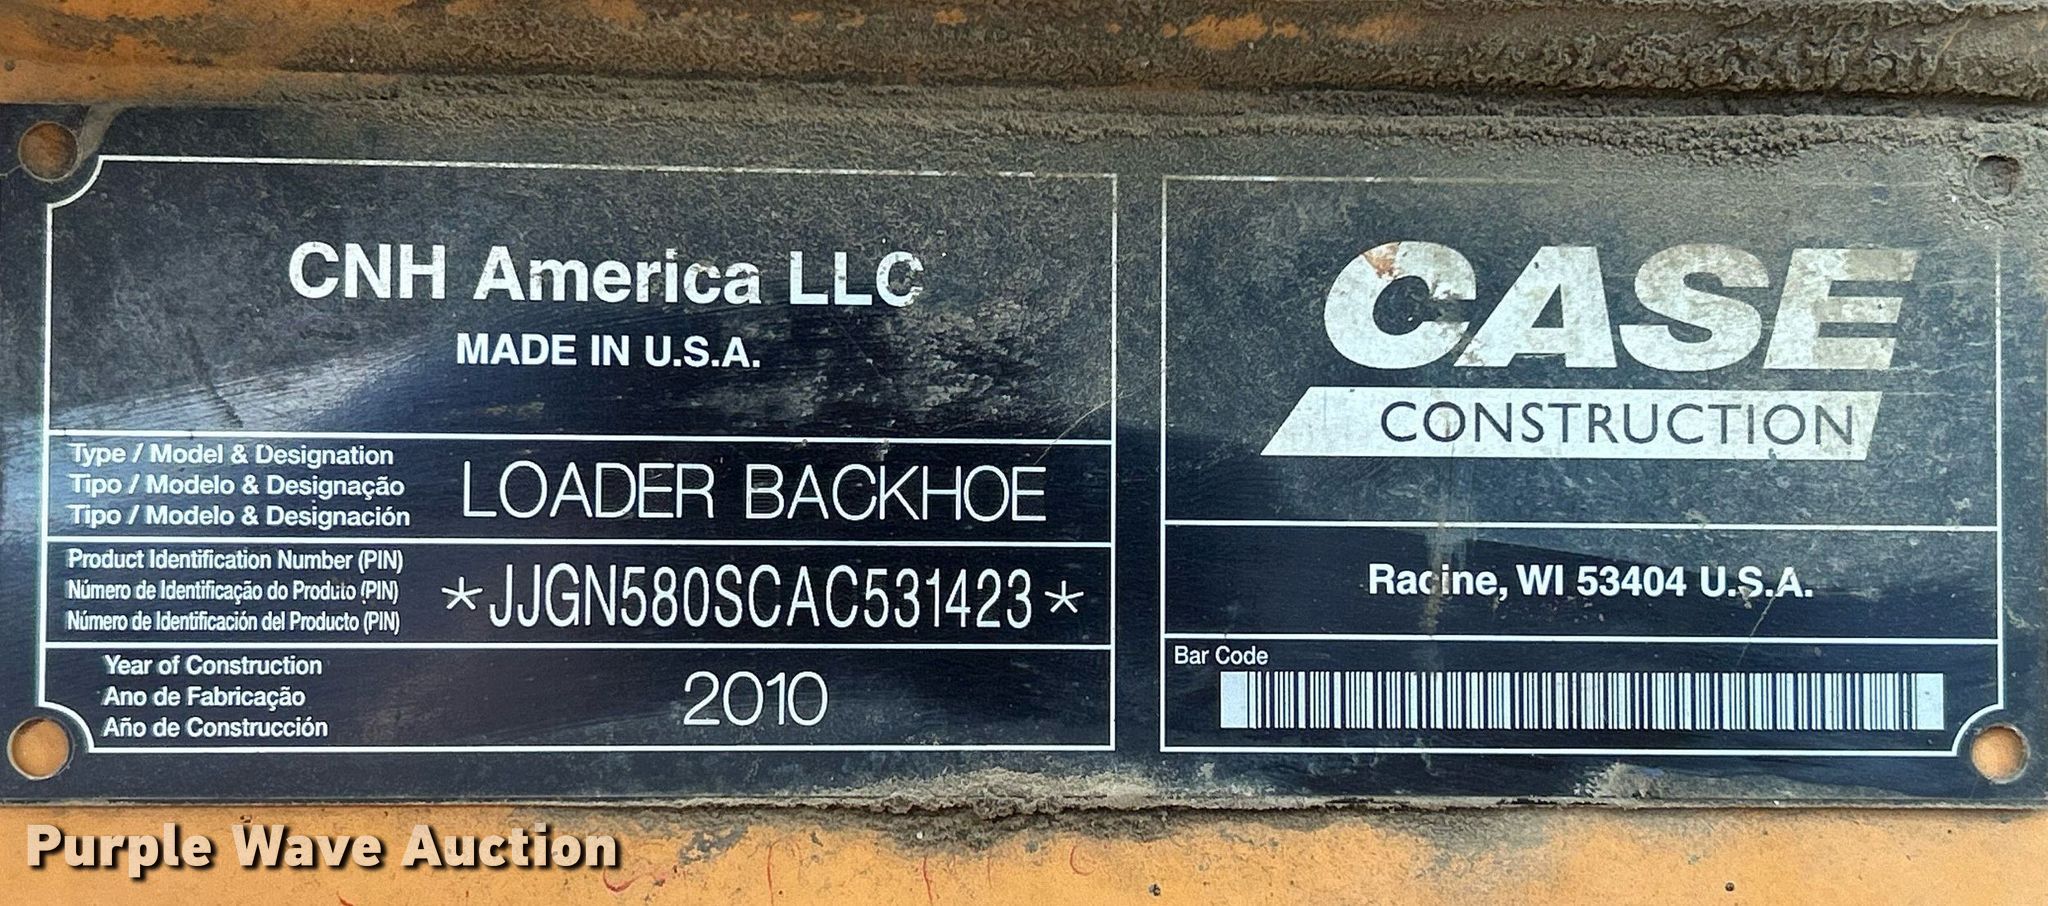 CNH America LLC
MADE IN U.S.A.
Type / Model & Designation
Tipo / Modelo & Designação
Tipo / Modelo & Designación
LOADER BACKHOE
Product Identification Number (PIN)
Número de Identificação do Produto (PIN)
Número de Identificación del Producto (PIN)
*JJGN580SCAC531423*
Year of Construction
Ano de Fabricação
Año de Construcción
2010
CASE
CONSTRUCTION
Racine, WI 53404 U.S.A.
Bar Code
Purple Wave Auction